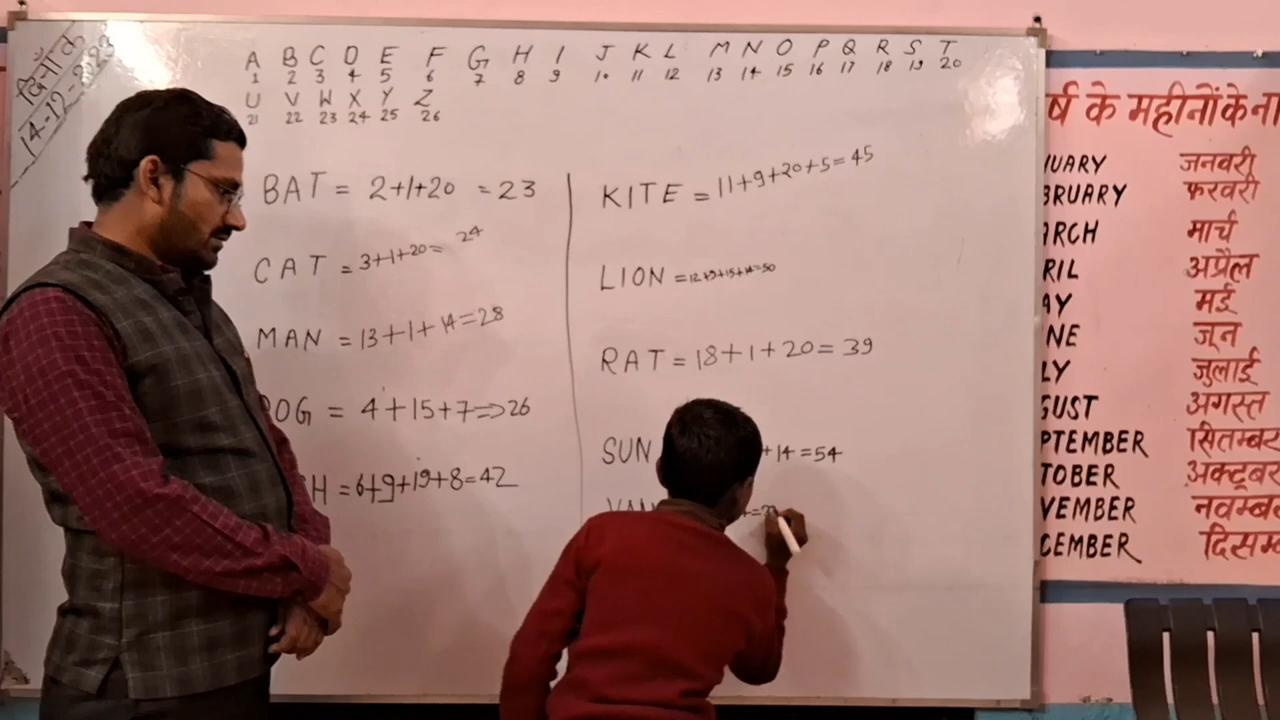 दिनाँक
14-12-2023
A B C D E F G H I J K L M N O P Q R S T
1 2 3 4 5 6 7 8 9 10 11 12 13 14 15 16 17 18 19 20
U V W X Y Z
21 22 23 24 25 26
BAT = 2+1+20 = 23
CAT = 3+1+20= 24
MAN = 13+1+14=28
DOG = 4+15+7=>26
H = 6+9+19+8=42
KITE = 11+9+20+5=45
LION = 12+9+15+14=50
RAT = 18+1+20= 39
SUN +14=54
र्ष के महीनों के ना
NUARY जनवरी
BRUARY फरवरी
ARCH मार्च
RIL अप्रैल
AY मई
NE जून
LY जुलाई
GUST अगस्त
PTEMBER सितम्बर
TOBER अक्टूबर
VEMBER नवम्ब
CEMBER दिसम्ब